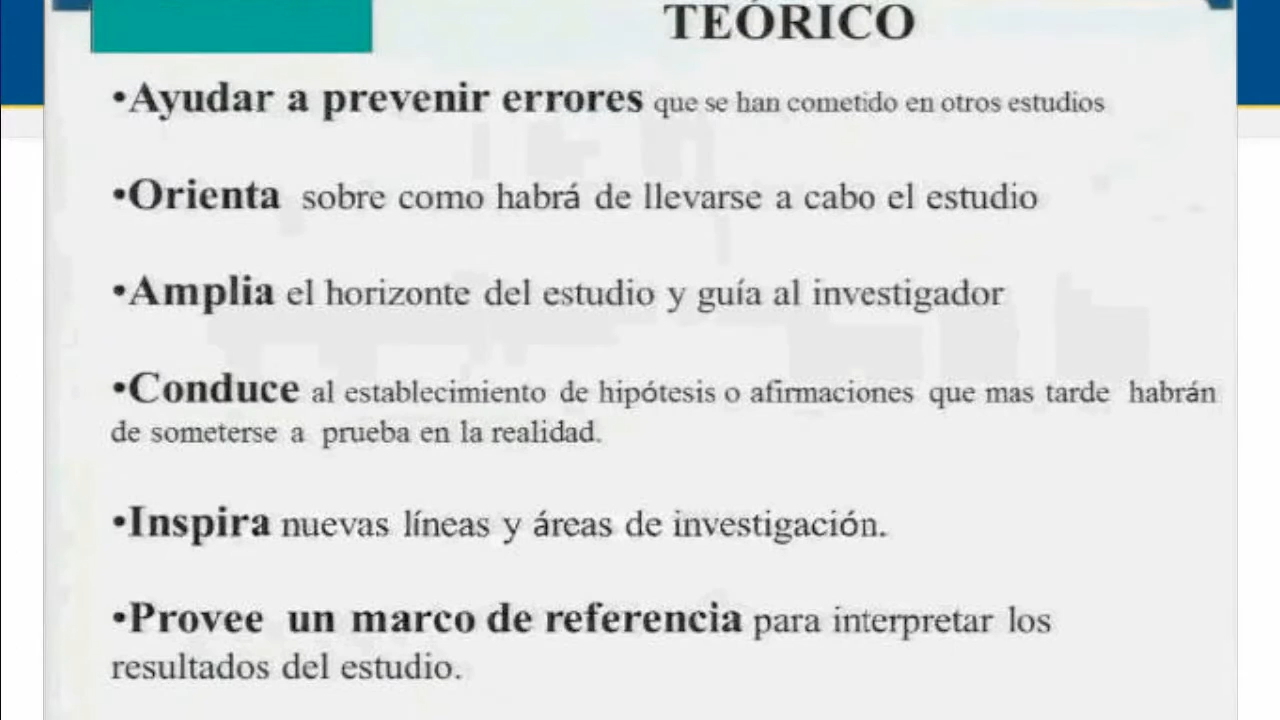 TEÓRICO
•Ayudar a prevenir errores que se han cometido en otros estudios
•Orienta sobre como habrá de llevarse a cabo el estudio
•Amplia el horizonte del estudio y guía al investigador
•Conduce al establecimiento de hipótesis o afirmaciones que mas tarde habrán
de someterse a prueba en la realidad.
•Inspira nuevas líneas y áreas de investigación.
•Provee un marco de referencia para interpretar los
resultados del estudio.